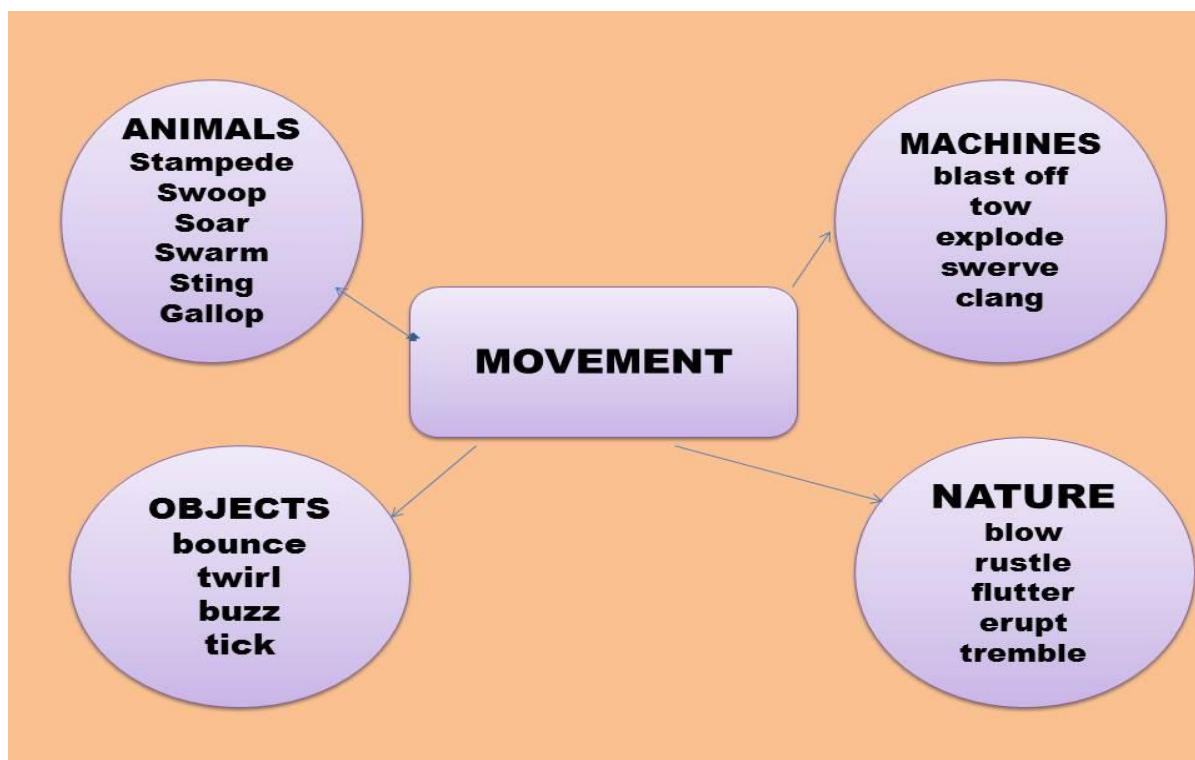 ANIMALS
Stampede
Swoop
Soar
Swarm
Sting
Gallop
MACHINES
blast off
tow
explode
swerve
clang
MOVEMENT
OBJECTS
bounce
twirl
buzz
tick
NATURE
blow
rustle
flutter
erupt
tremble